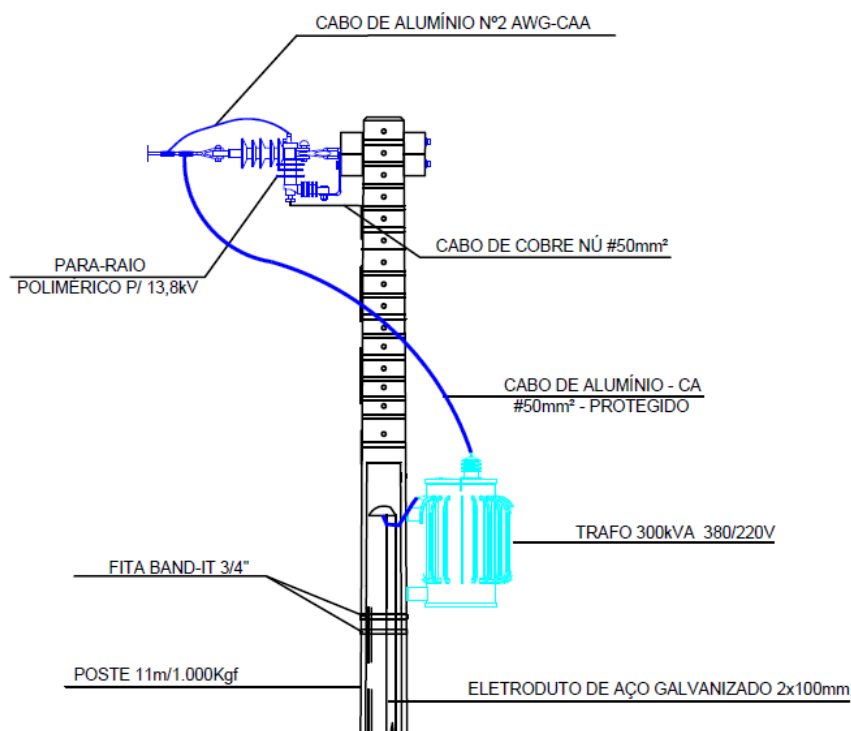 CABO DE ALUMÍNIO Nº2 AWG-CAA
CABO DE COBRE NÚ #50mm²
PARA-RAIO
POLIMÉRICO P/ 13,8kV
CABO DE ALUMÍNIO - CA
#50mm² - PROTEGIDO
TRAFO 300kVA 380/220V
FITA BAND-IT 3/4"
POSTE 11m/1.000Kgf
ELETRODUTO DE AÇO GALVANIZADO 2x100mm